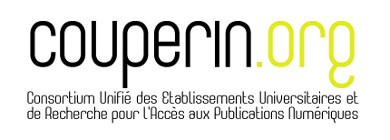 couperin.org
Consortium Unifié des Etablissements Universitaires et
de Recherche pour l'Accès aux Publications Numériques